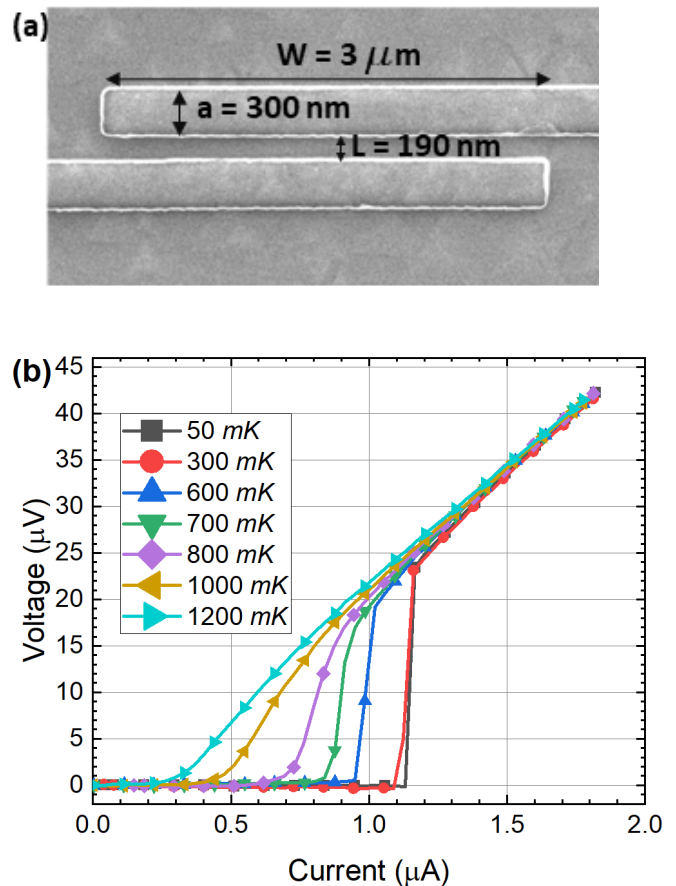 (a)
W = 3 μm
a = 300 nm
L = 190 nm
(b)
45
40
35
30
25
20
15
10
5
0
Voltage (μV)
50 mK
300 mK
600 mK
700 mK
800 mK
1000 mK
1200 mK
0.0 0.5 1.0 1.5 2.0
Current (μA)